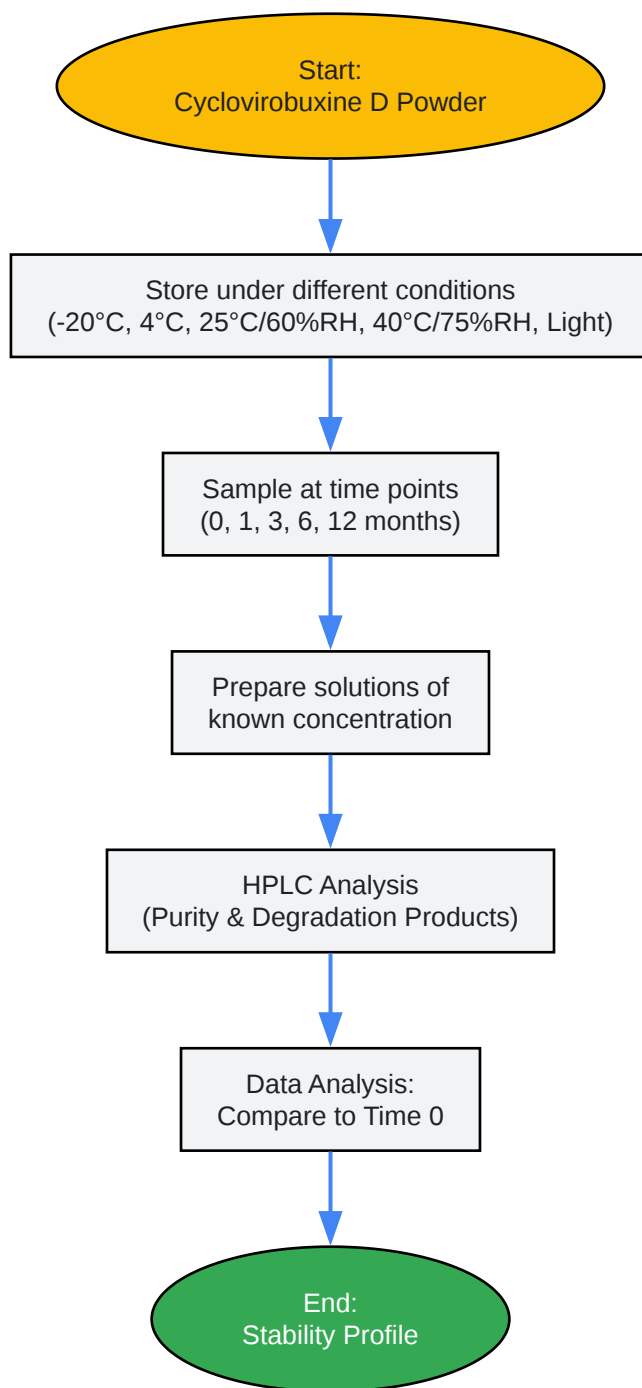 Start:
Cyclovirobuxine D Powder
Store under different conditions
(-20°C, 4°C, 25°C/60%RH, 40°C/75%RH, Light)
Sample at time points
(0, 1, 3, 6, 12 months)
Prepare solutions of
known concentration
HPLC Analysis
(Purity & Degradation Products)
Data Analysis:
Compare to Time 0
End:
Stability Profile